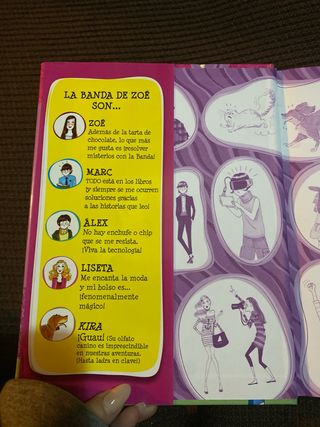 LA BANDA DE ZOÉ
SON...
ZOÉ
Además de la tarta de
chocolate, lo que más
me gusta es ¡resolver
misterios con la Banda!
MARC
TODO está en los libros
¡y siempre se me ocurren
soluciones gracias
a las historias que leo!
ÁLEX
No hay enchufe o chip
que se me resista.
¡Viva la tecnología!
LISETA
Me encanta la moda
y mi bolso es...
¡fenomenalmente
mágico!
KIRA
¡Guau! (Su olfato
canino es imprescindible
en nuestras aventuras.
¡Hasta ladra en clave!)